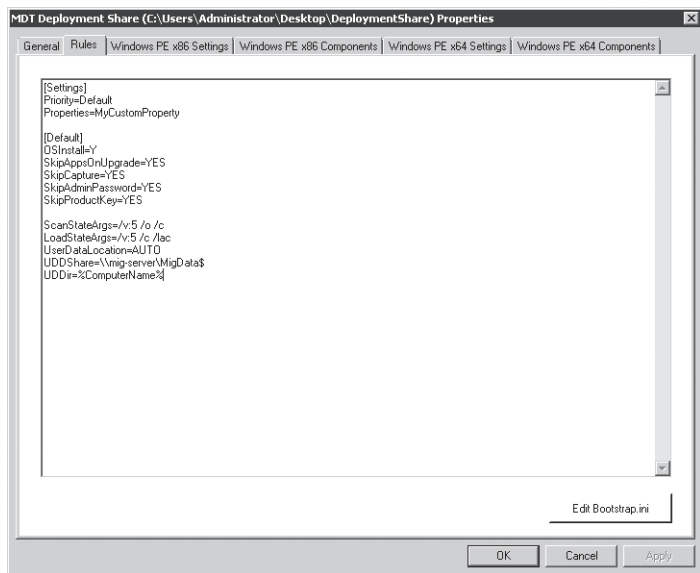 MDT Deployment Share (C:\Users\Administrator\Desktop\DeploymentShare) Properties
General Rules Windows PE x86 Settings Windows PE x86 Components Windows PE x64 Settings Windows PE x64 Components
[Settings]
Priority=Default
Properties=MyCustomProperty
[Default]
OSInstall=Y
SkipAppsOnUpgrade=YES
SkipCapture=YES
SkipAdminPassword=YES
SkipProductKey=YES
ScanStateArgs=/v:5 /o /c
LoadStateArgs=/v:5 /c /lac
UserDataLocation=AUTO
UDDShare=\\mig-server\MigData$
UDDir=%ComputerName%
Edit Bootstrap.ini
OK Cancel Apply